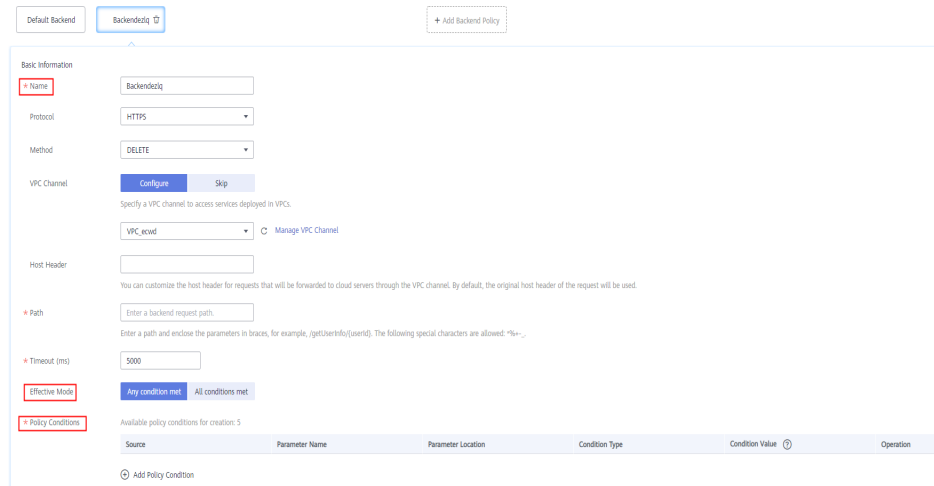 Default Backend
Backendezlq
+ Add Backend Policy
Basic Information
* Name
Backendezlq
Protocol
HTTPS
Method
DELETE
VPC Channel
Configure
Skip
Specify a VPC channel to access services deployed in VPCs.
VPC_ecwd
Manage VPC Channel
Host Header
You can customize the host header for requests that will be forwarded to cloud servers through the VPC channel. By default, the original host header of the request will be used.
* Path
Enter a backend request path.
Enter a path and enclose the parameters in braces, for example, /getUserInfo/{userId}. The following special characters are allowed: *%+-_.
* Timeout (ms)
5000
Effective Mode
Any condition met
All conditions met
* Policy Conditions
Available policy conditions for creation: 5
Source
Parameter Name
Parameter Location
Condition Type
Condition Value ?
Operation
+ Add Policy Condition